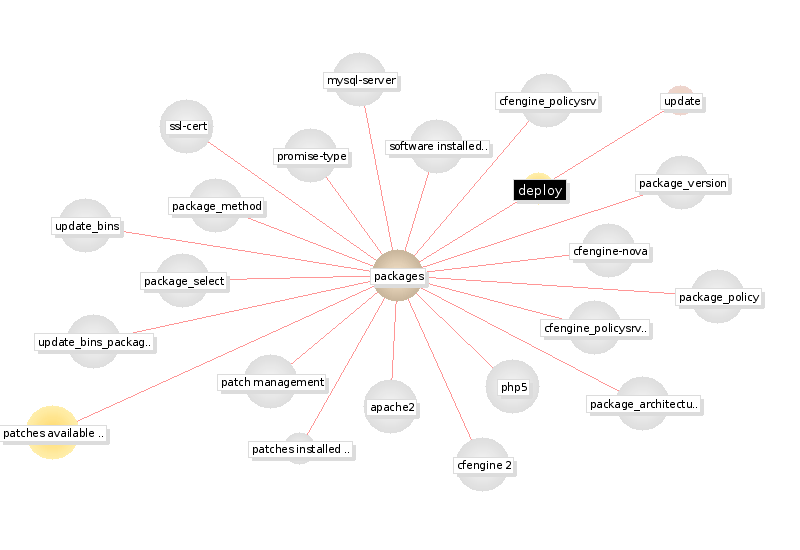 mysql-server
cfengine_policysrv
update
ssl-cert
software installed..
promise-type
package_version
deploy
package_method
update_bins
cfengine-nova
packages
package_select
package_policy
cfengine_policysrv..
update_bins_packag..
patch management
php5
package_architectu..
apache2
patches available ..
patches installed ..
cfengine 2